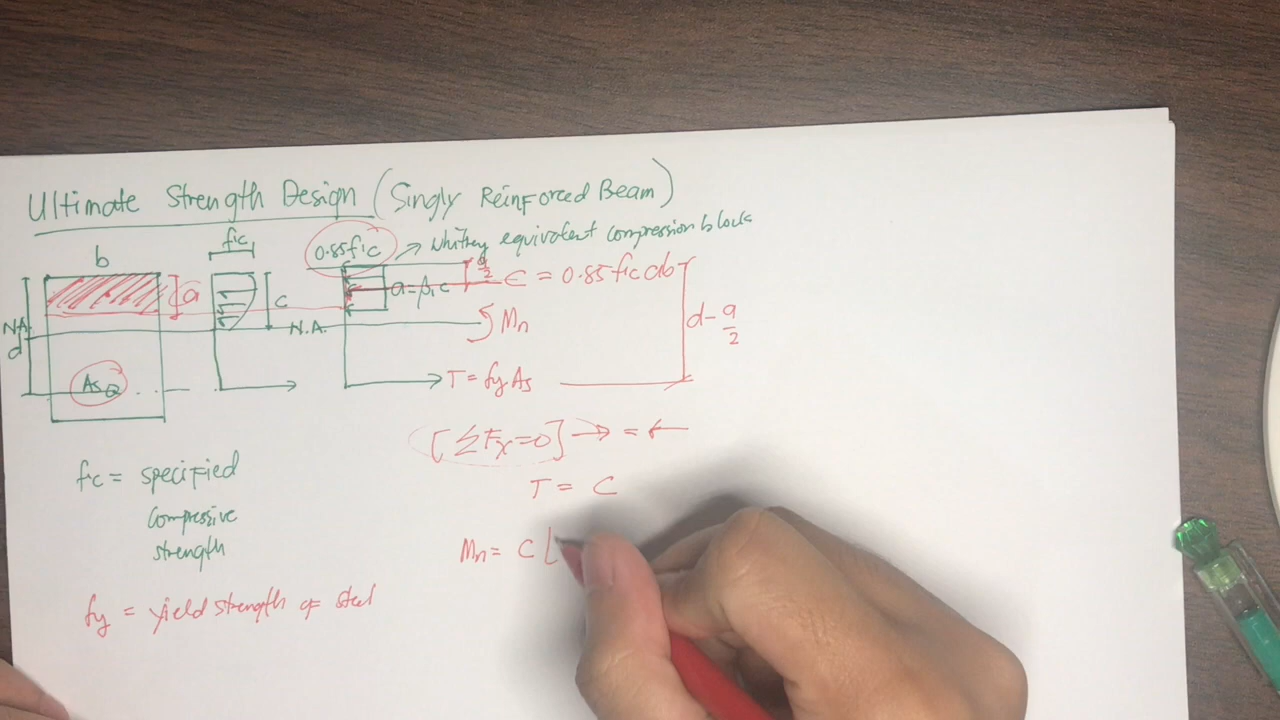 Ultimate Strength Design (Singly Reinforced Beam)
f'c
0.85f'c → Whitney equivalent compression block
b
a
c
a=β₁c
a/2
C = 0.85 f'c ab
N.A.
d
N.A.
Mn
d-a/2
As
T = fy As
[ΣFx=0] → = ←
f'c = specified
compressive
strength
T = C
Mn = C (
fy = yield strength of steel